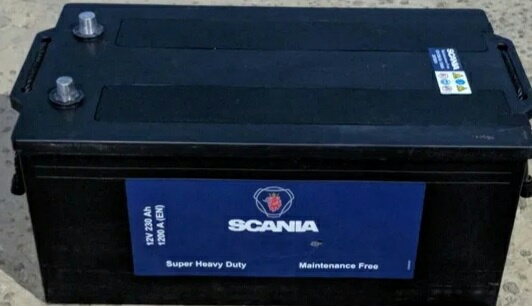 SCANIA
12V 230 Ah
1200 A (EN)
SCANIA
Super Heavy Duty
Maintenance Free